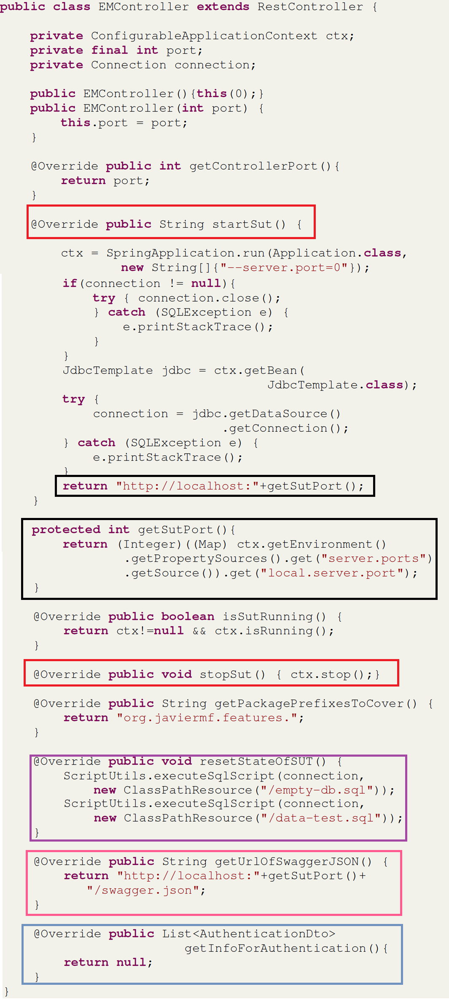 public class EMController extends RestController {
private ConfigurableApplicationContext ctx;
private final int port;
private Connection connection;
public EMController(){this(0);}
public EMController(int port) {
this.port = port;
}
@Override public int getControllerPort(){
return port;
}
@Override public String startSut() {
ctx = SpringApplication.run(Application.class,
new String[]{"--server.port=0"});
if(connection != null){
try { connection.close();
} catch (SQLException e) {
e.printStackTrace();
}
}
JdbcTemplate jdbc = ctx.getBean(
JdbcTemplate.class);
try {
connection = jdbc.getDataSource()
.getConnection();
} catch (SQLException e) {
e.printStackTrace();
}
return "http://localhost:"+getSutPort();
}
protected int getSutPort(){
return (Integer)((Map) ctx.getEnvironment()
.getPropertySources().get("server.ports")
.getSource()).get("local.server.port");
}
@Override public boolean isSutRunning() {
return ctx!=null && ctx.isRunning();
}
@Override public void stopSut() { ctx.stop();}
@Override public String getPackagePrefixesToCover() {
return "org.javiermf.features.";
}
@Override public void resetStateOfSUT() {
ScriptUtils.executeSqlScript(connection,
new ClassPathResource("/empty-db.sql"));
ScriptUtils.executeSqlScript(connection,
new ClassPathResource("/data-test.sql"));
}
@Override public String getUrlOfSwaggerJSON() {
return "http://localhost:"+getSutPort()+
"/swagger.json";
}
@Override public List<AuthenticationDto>
getInfoForAuthentication(){
return null;
}
}